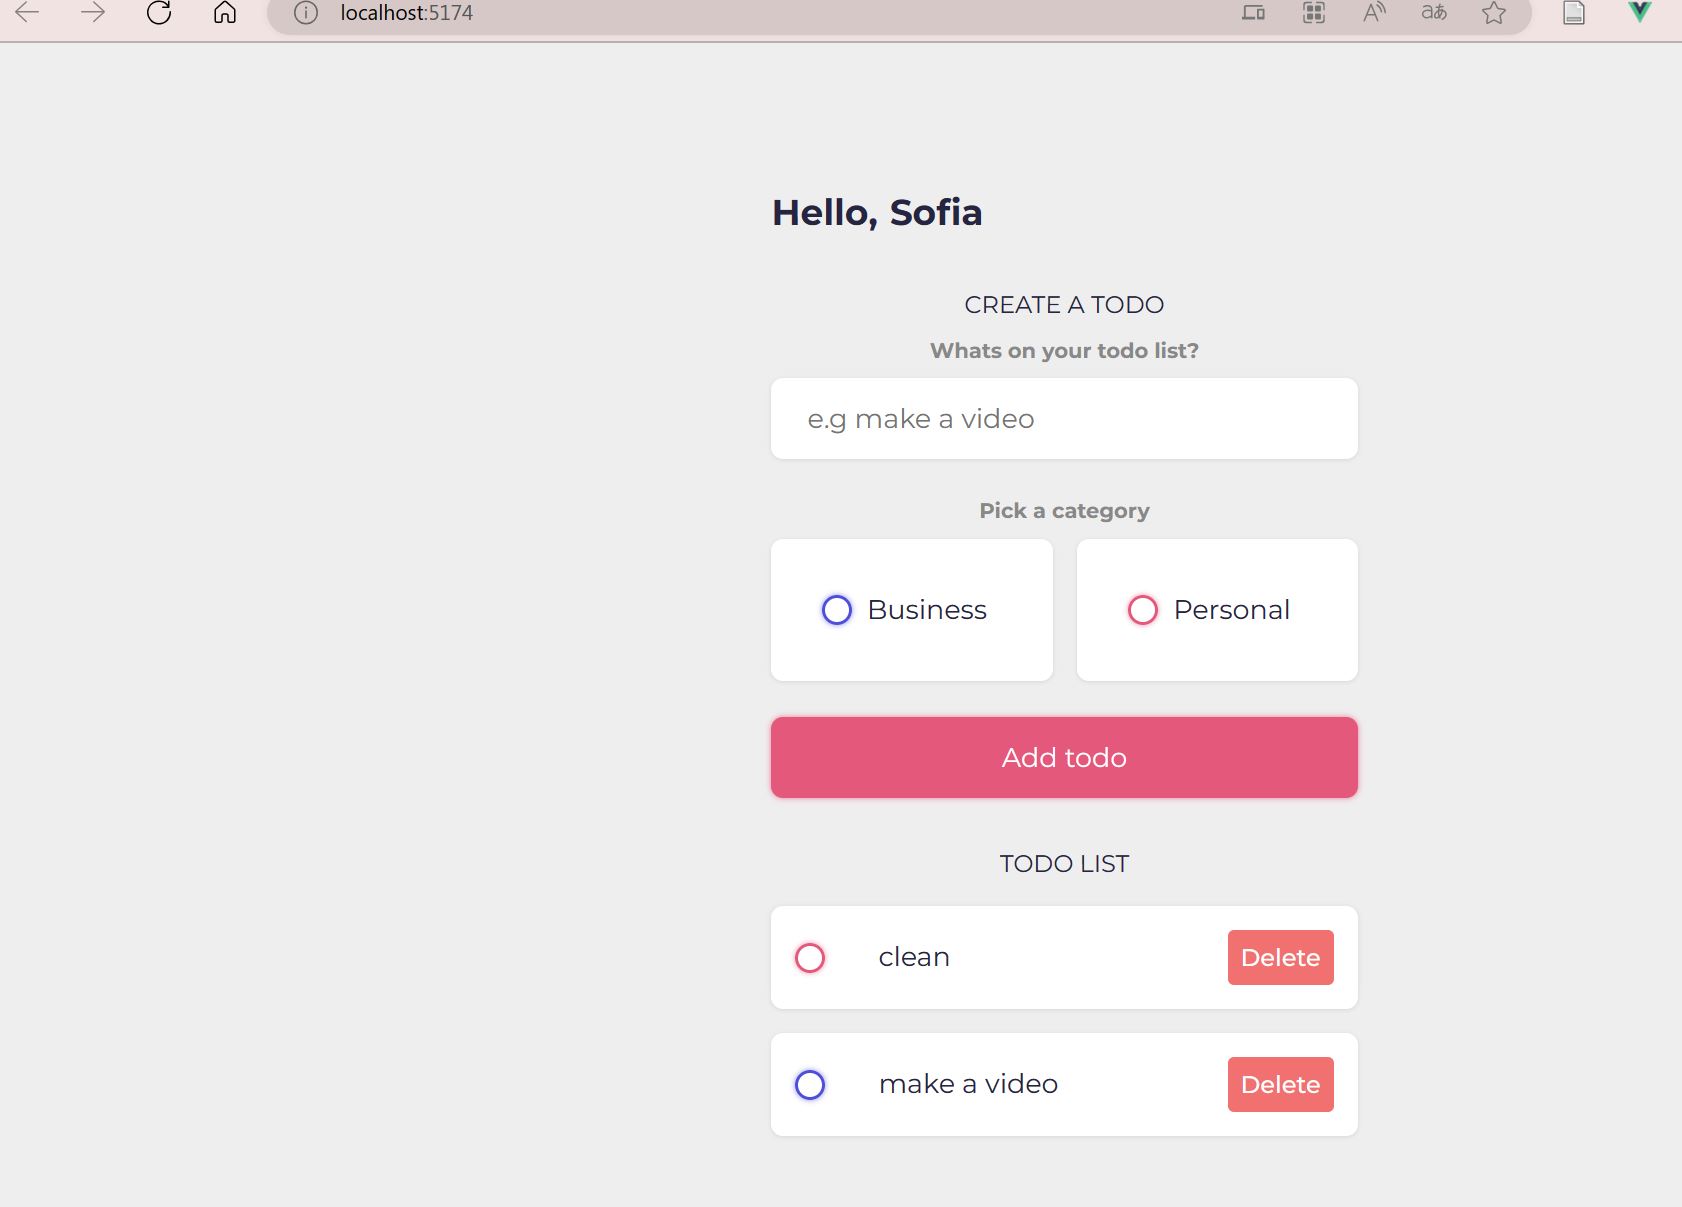 localhost:5174
Hello, Sofia
CREATE A TODO
Whats on your todo list?
e.g make a video
Pick a category
Business
Personal
Add todo
TODO LIST
clean
Delete
make a video
Delete